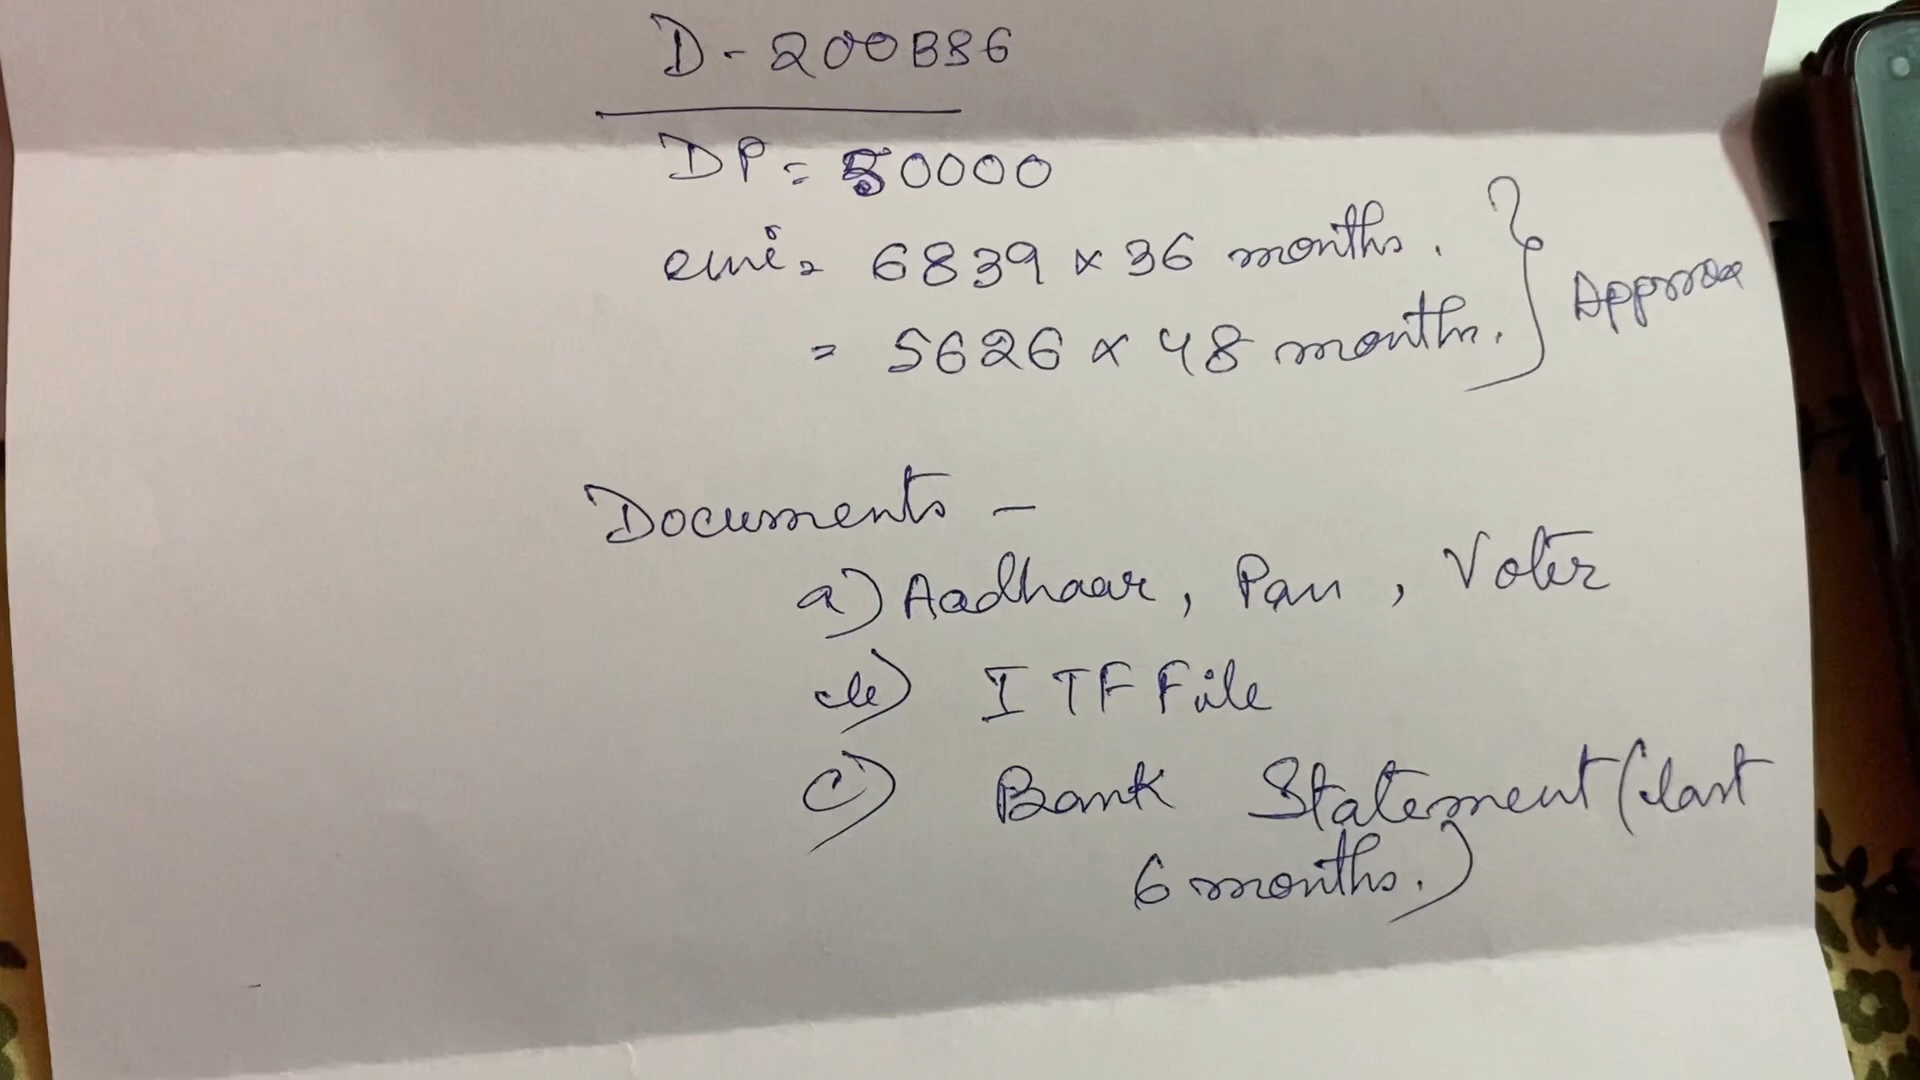 D - 200BS6
DP = 50000
emi = 6839 x 36 months.
= 5626 x 48 months.
} Approx
Documents -
a) Aadhaar, Pan, Voter
b) ITF File
c) Bank Statement (last
6 months.)